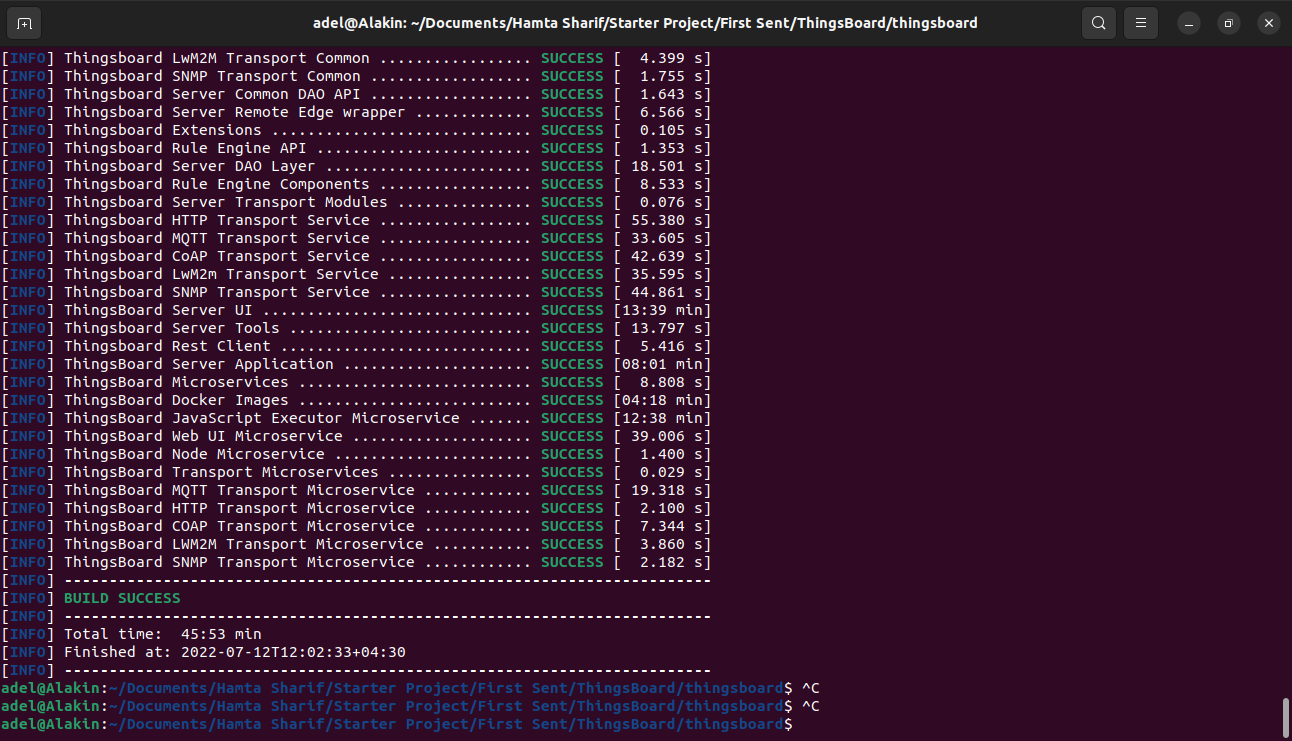 adel@Alakin: ~/Documents/Hamta Sharif/Starter Project/First Sent/ThingsBoard/thingsboard
[INFO] Thingsboard LwM2M Transport Common ................. SUCCESS [  4.399 s]
[INFO] Thingsboard SNMP Transport Common .................. SUCCESS [  1.755 s]
[INFO] Thingsboard Server Common DAO API .................. SUCCESS [  1.643 s]
[INFO] Thingsboard Server Remote Edge wrapper ............. SUCCESS [  6.566 s]
[INFO] Thingsboard Extensions ............................. SUCCESS [  0.105 s]
[INFO] Thingsboard Rule Engine API ........................ SUCCESS [  1.353 s]
[INFO] Thingsboard Server DAO Layer ....................... SUCCESS [ 18.501 s]
[INFO] Thingsboard Rule Engine Components ................. SUCCESS [  8.533 s]
[INFO] Thingsboard Server Transport Modules ............... SUCCESS [  0.076 s]
[INFO] Thingsboard HTTP Transport Service ................. SUCCESS [ 55.380 s]
[INFO] Thingsboard MQTT Transport Service ................. SUCCESS [ 33.605 s]
[INFO] Thingsboard CoAP Transport Service ................. SUCCESS [ 42.639 s]
[INFO] Thingsboard LwM2m Transport Service ................ SUCCESS [ 35.595 s]
[INFO] Thingsboard SNMP Transport Service ................. SUCCESS [ 44.861 s]
[INFO] ThingsBoard Server UI .............................. SUCCESS [13:39 min]
[INFO] Thingsboard Server Tools ........................... SUCCESS [ 13.797 s]
[INFO] Thingsboard Rest Client ............................ SUCCESS [  5.416 s]
[INFO] ThingsBoard Server Application ..................... SUCCESS [08:01 min]
[INFO] ThingsBoard Microservices .......................... SUCCESS [  8.808 s]
[INFO] ThingsBoard Docker Images .......................... SUCCESS [04:18 min]
[INFO] ThingsBoard JavaScript Executor Microservice ....... SUCCESS [12:38 min]
[INFO] ThingsBoard Web UI Microservice .................... SUCCESS [ 39.006 s]
[INFO] ThingsBoard Node Microservice ...................... SUCCESS [  1.400 s]
[INFO] ThingsBoard Transport Microservices ................ SUCCESS [  0.029 s]
[INFO] ThingsBoard MQTT Transport Microservice ............ SUCCESS [ 19.318 s]
[INFO] ThingsBoard HTTP Transport Microservice ............ SUCCESS [  2.100 s]
[INFO] ThingsBoard COAP Transport Microservice ............ SUCCESS [  7.344 s]
[INFO] ThingsBoard LWM2M Transport Microservice ........... SUCCESS [  3.860 s]
[INFO] ThingsBoard SNMP Transport Microservice ............ SUCCESS [  2.182 s]
[INFO] ------------------------------------------------------------------------
[INFO] BUILD SUCCESS
[INFO] ------------------------------------------------------------------------
[INFO] Total time:  45:53 min
[INFO] Finished at: 2022-07-12T12:02:33+04:30
[INFO] ------------------------------------------------------------------------
adel@Alakin:~/Documents/Hamta Sharif/Starter Project/First Sent/ThingsBoard/thingsboard$ ^C
adel@Alakin:~/Documents/Hamta Sharif/Starter Project/First Sent/ThingsBoard/thingsboard$ ^C
adel@Alakin:~/Documents/Hamta Sharif/Starter Project/First Sent/ThingsBoard/thingsboard$